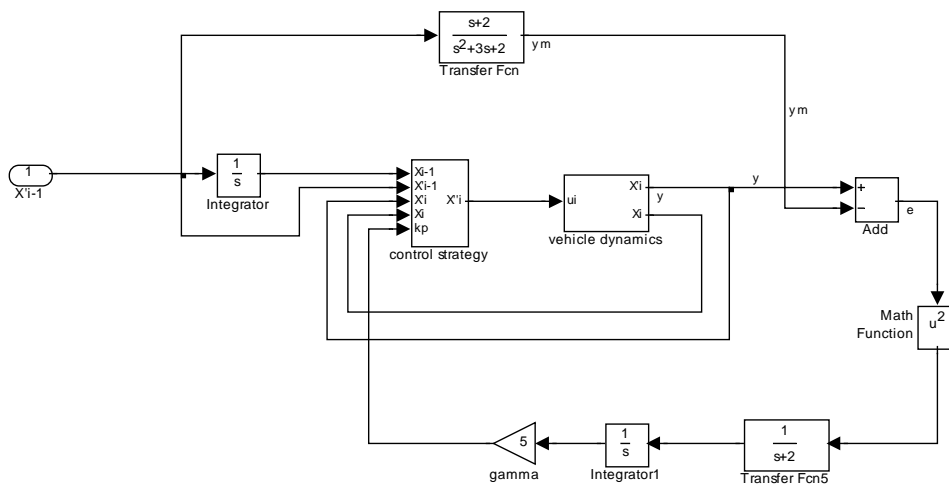 s+2
s2+3s+2
Transfer Fcn
ym
ym
1
X'i-1
1
s
Integrator
Xi-1
X'i-1
X'i
Xi
kp
X''i
control strategy
ui
X'i
Xi
y
vehicle dynamics
y
+
−
Add
e
Math
Function
u2
1
s+2
Transfer Fcn5
1
s
Integrator1
5
gamma